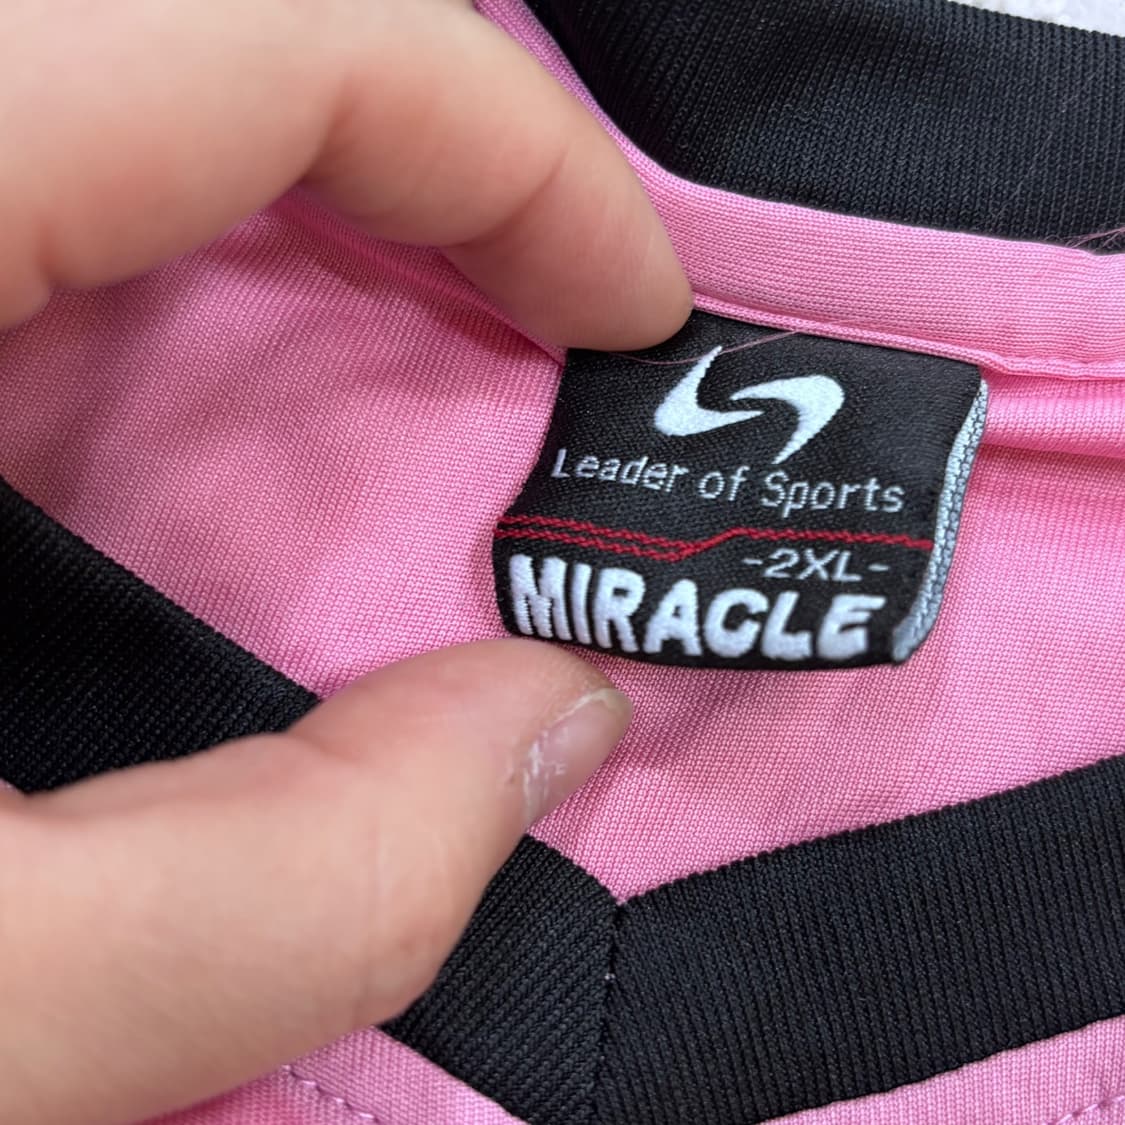 Leader of Sports
-2XL-
MIRACLE